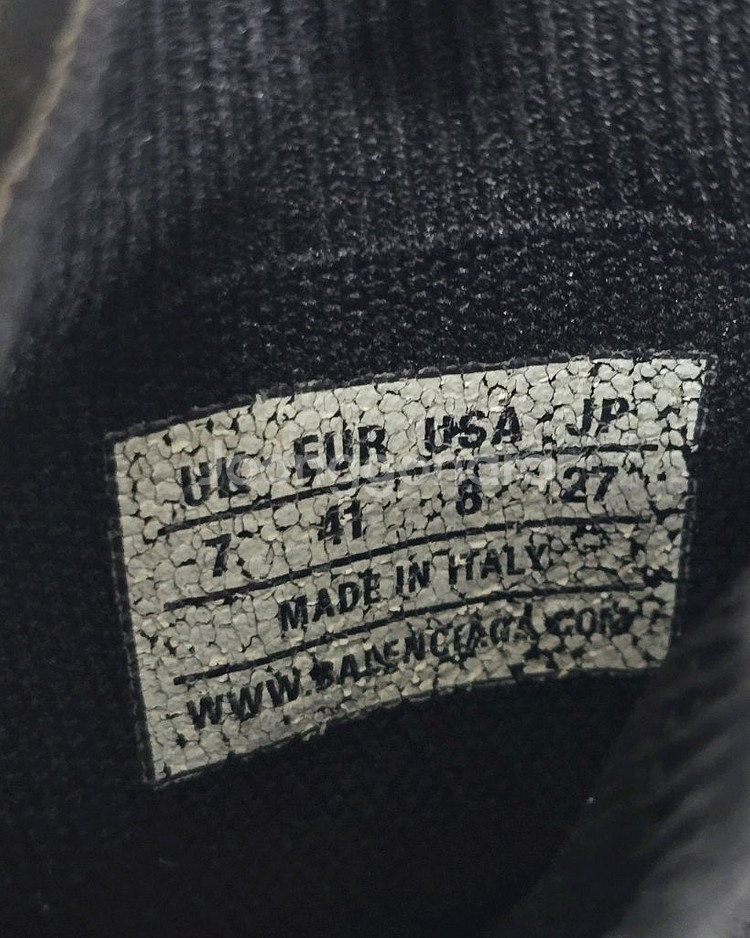 UK EUR USA JP
7 41 8 27
MADE IN ITALY
WWW.BALENCIAGA.COM